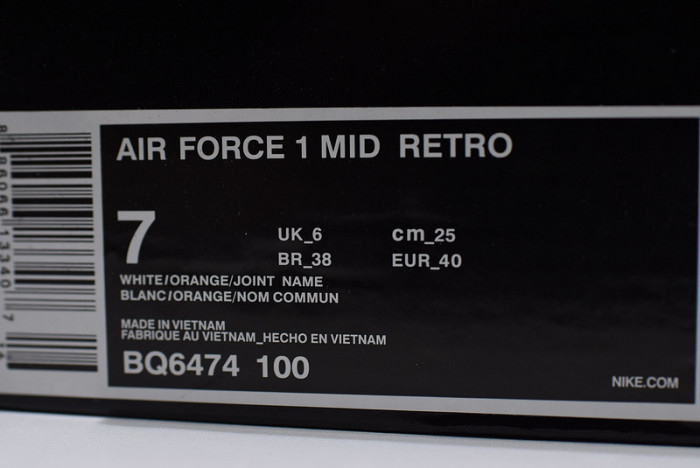 AIR FORCE 1 MID RETRO
7
UK_6 cm_25
BR_38 EUR_40
WHITE/ORANGE/JOINT NAME
BLANC/ORANGE/NOM COMMUN
MADE IN VIETNAM
FABRIQUE AU VIETNAM_HECHO EN VIETNAM
BQ6474 100
NIKE.COM